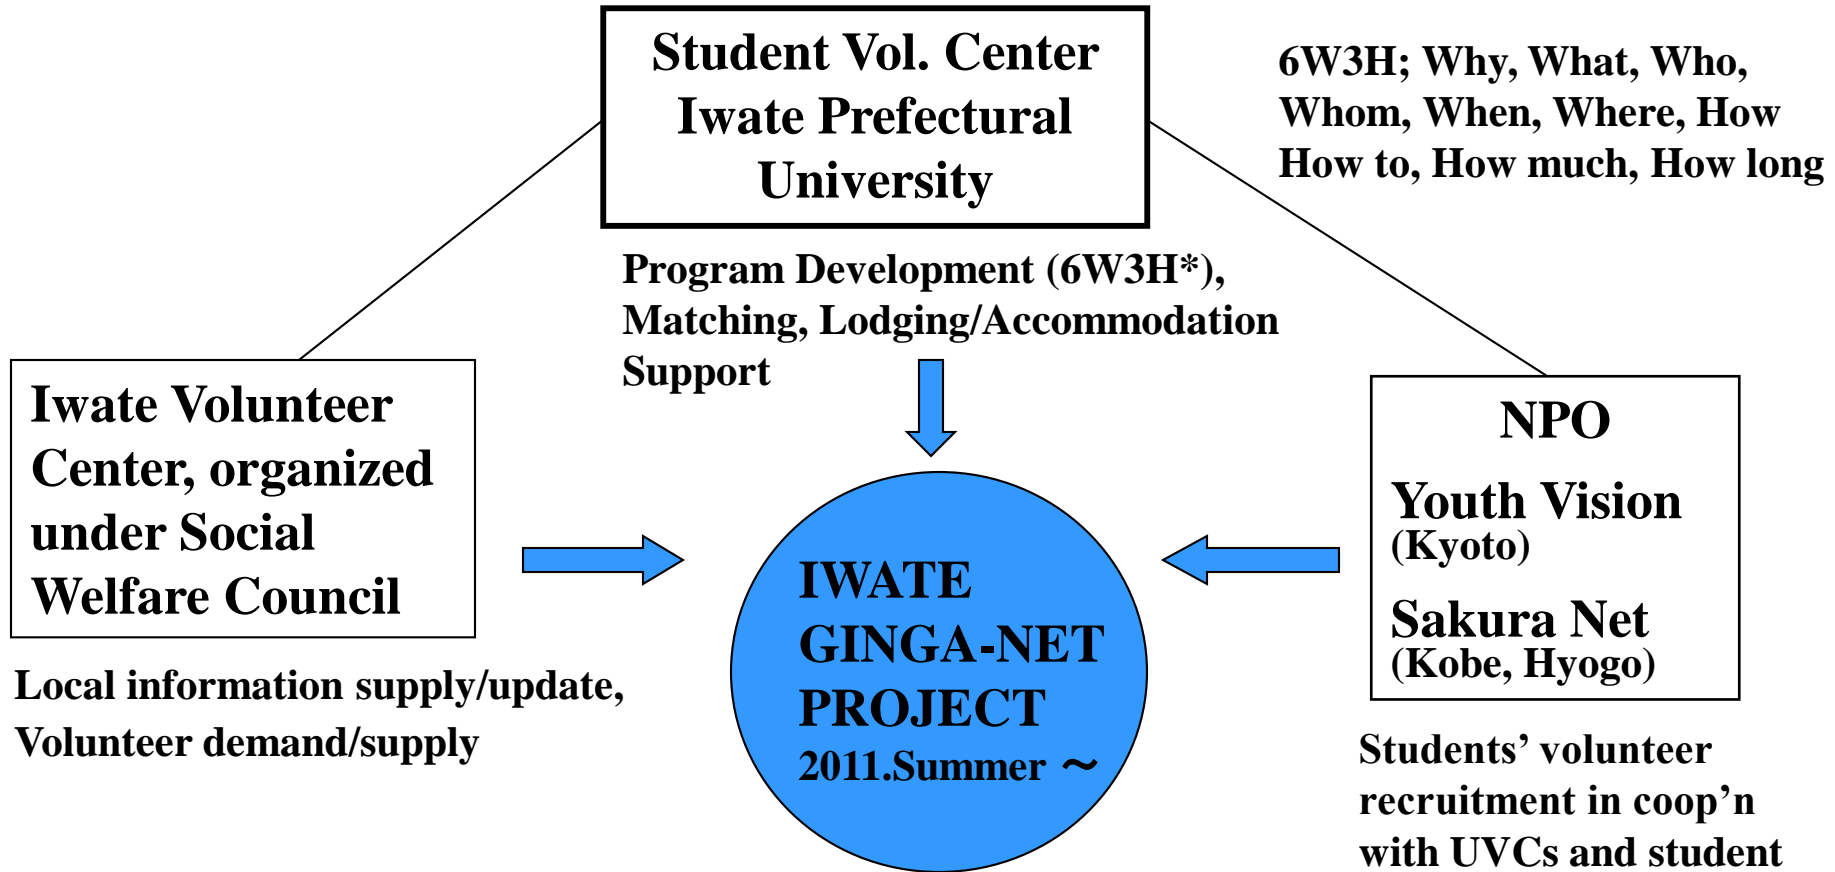 Student Vol. Center
Iwate Prefectural
University
6W3H; Why, What, Who,
Whom, When, Where, How
How to, How much, How long
Program Development (6W3H*),
Matching, Lodging/Accommodation
Support
Iwate Volunteer
Center, organized
under Social
Welfare Council
Local information supply/update,
Volunteer demand/supply
IWATE
GINGA-NET
PROJECT
2011.Summer ～
NPO
Youth Vision
(Kyoto)
Sakura Net
(Kobe, Hyogo)
Students’ volunteer
recruitment in coop’n
with UVCs and student